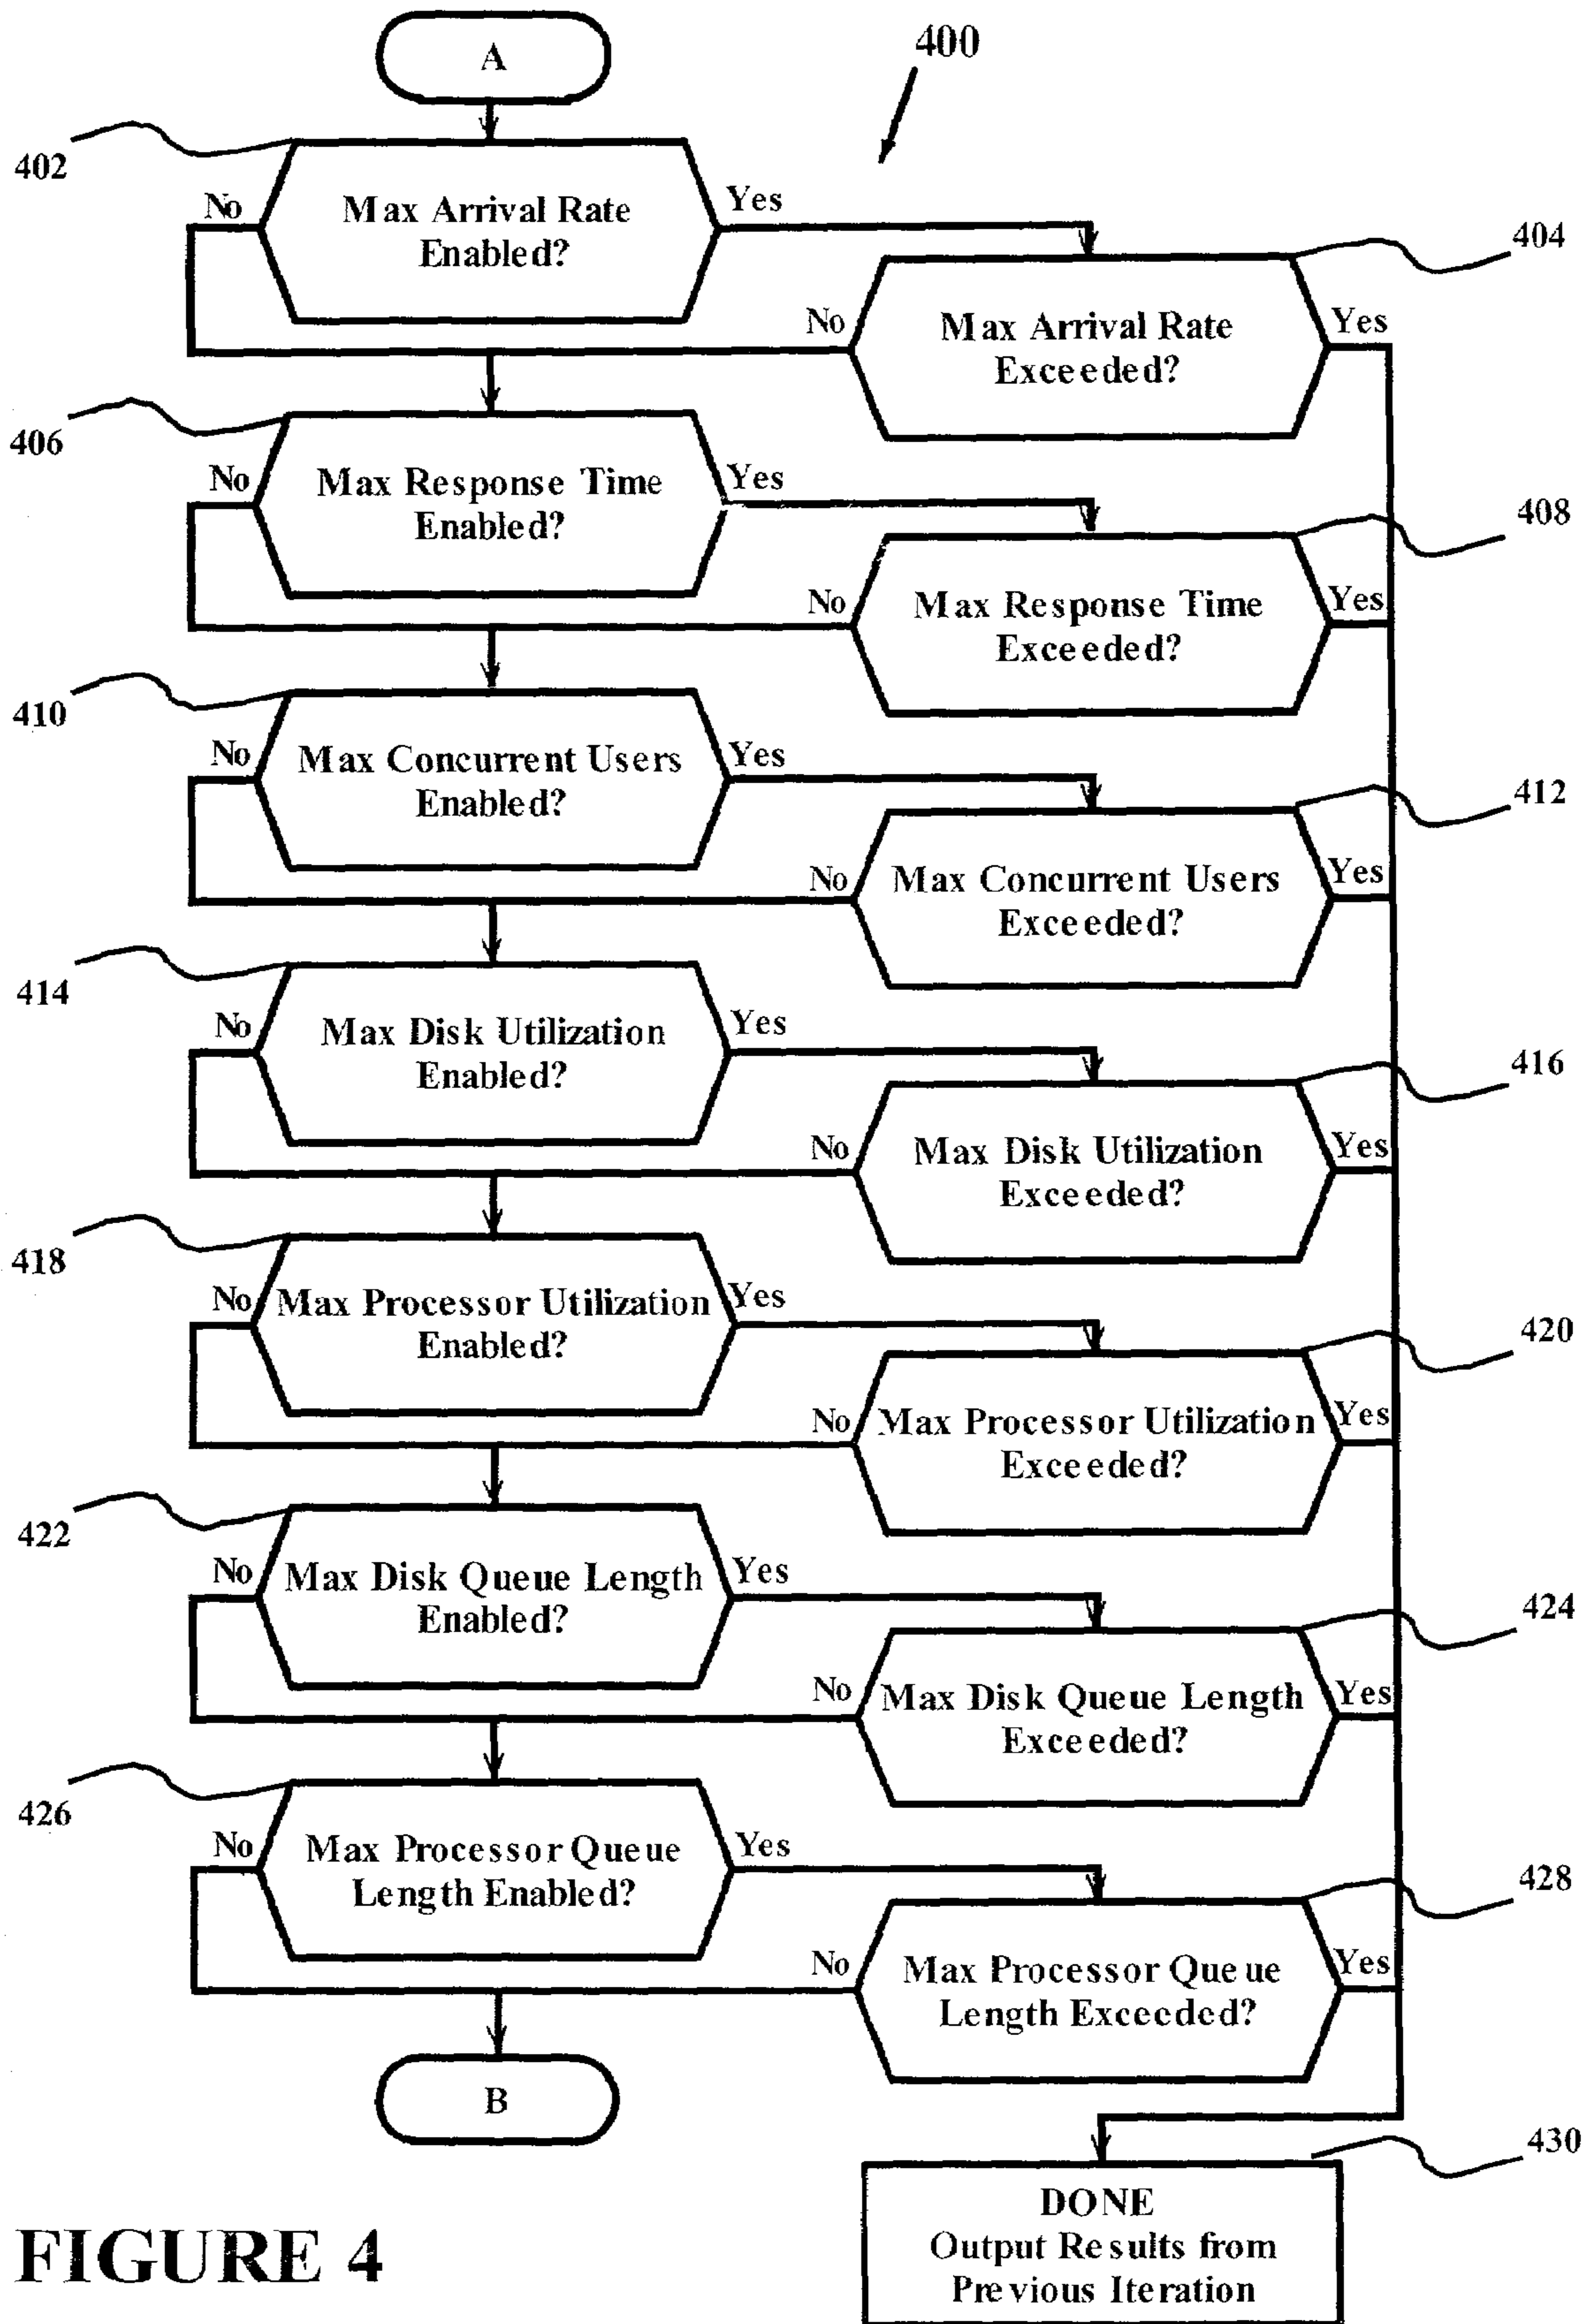 A
400
402
No
Max Arrival Rate
Enabled?
Yes
404
No
Max Arrival Rate
Exceeded?
Yes
406
No
Max Response Time
Enabled?
Yes
408
No
Max Response Time
Exceeded?
Yes
410
No
Max Concurrent Users
Enabled?
Yes
412
No
Max Concurrent Users
Exceeded?
Yes
414
No
Max Disk Utilization
Enabled?
Yes
416
No
Max Disk Utilization
Exceeded?
Yes
418
No
Max Processor Utilization
Enabled?
Yes
420
No
Max Processor Utilization
Exceeded?
Yes
422
No
Max Disk Queue Length
Enabled?
Yes
424
No
Max Disk Queue Length
Exceeded?
Yes
426
No
Max Processor Queue
Length Enabled?
Yes
428
No
Max Processor Queue
Length Exceeded?
Yes
B
430
DONE
Output Results from
Previous Iteration
FIGURE 4